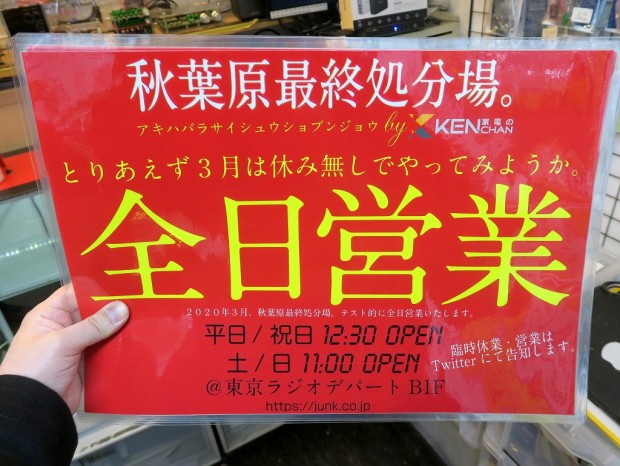 秋葉原最終処分場。
アキハバラサイシュウショブンジョウ by KEN 家電の CHAN
とりあえず3月は休み無しでやってみようか。
全日営業
2020年3月、秋葉原最終処分場。テスト的に全日営業いたします。
平日/祝日 12:30 OPEN
土/日 11:00 OPEN
@東京ラジオデパート B1F
https://junk.co.jp
臨時休業・営業は
Twitterにて告知します。